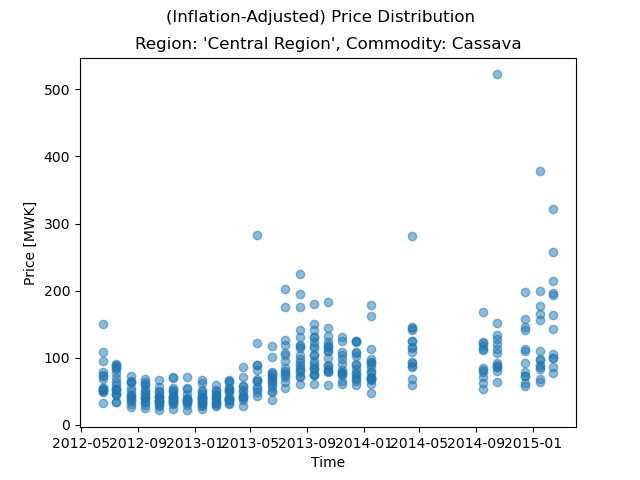 (Inflation-Adjusted) Price Distribution
Region: 'Central Region', Commodity: Cassava
500
400
300
200
100
0
Price [MWK]
2012-05 2012-09 2013-01 2013-05 2013-09 2014-01 2014-05 2014-09 2015-01
Time